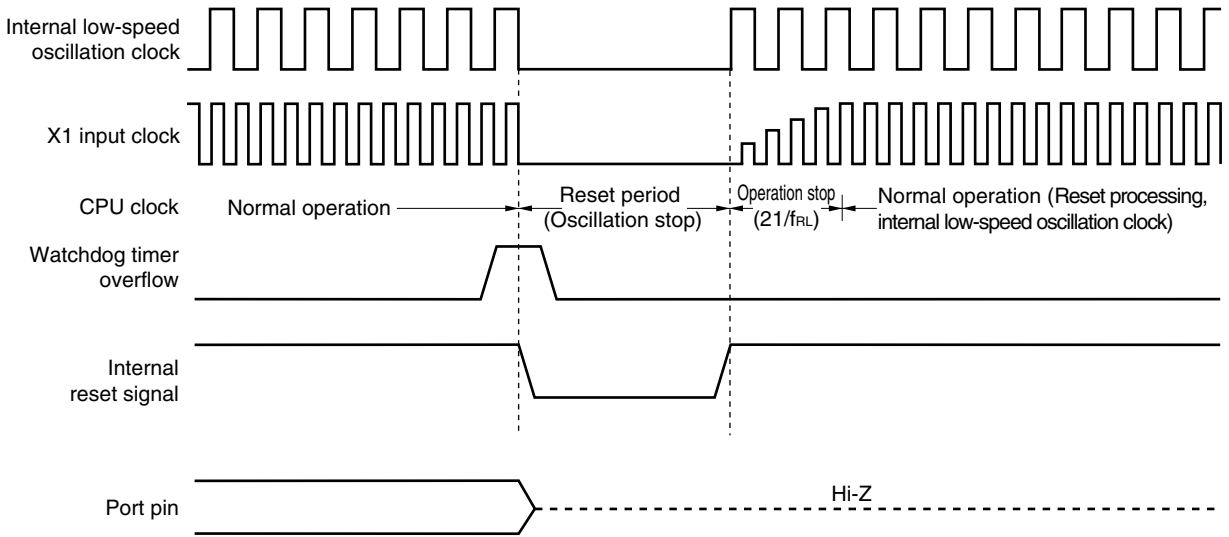 Internal low-speed
oscillation clock
X1 input clock
CPU clock
Normal operation
Reset period
(Oscillation stop)
Operation stop
(21/fRL)
Normal operation (Reset processing,
internal low-speed oscillation clock)
Watchdog timer
overflow
Internal
reset signal
Port pin
Hi-Z